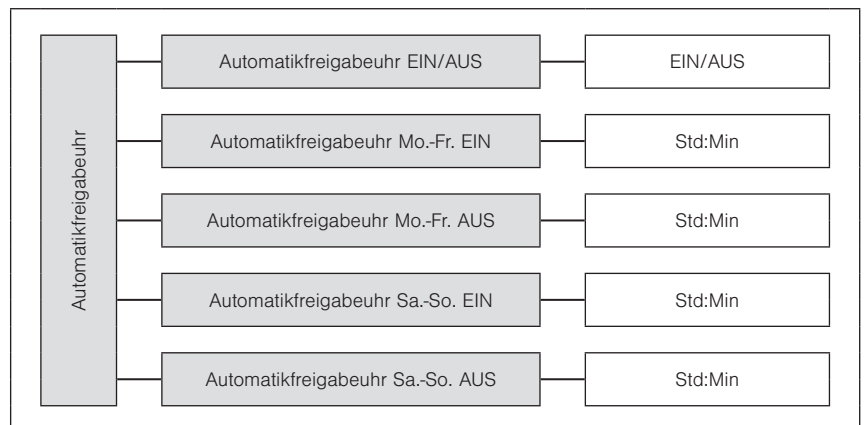 Automatikfreigabeuhr
Automatikfreigabeuhr EIN/AUS
EIN/AUS
Automatikfreigabeuhr Mo.-Fr. EIN
Std:Min
Automatikfreigabeuhr Mo.-Fr. AUS
Std:Min
Automatikfreigabeuhr Sa.-So. EIN
Std:Min
Automatikfreigabeuhr Sa.-So. AUS
Std:Min